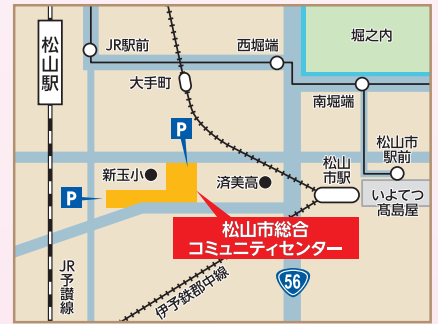 松山駅
JR駅前
西堀端
堀之内
大手町
南堀端
P
松山市
駅前
松山
市駅
新玉小
済美高
P
いよてつ
髙島屋
松山市総合
コミュニティセンター
JR予讃線
伊予鉄郡中線
56